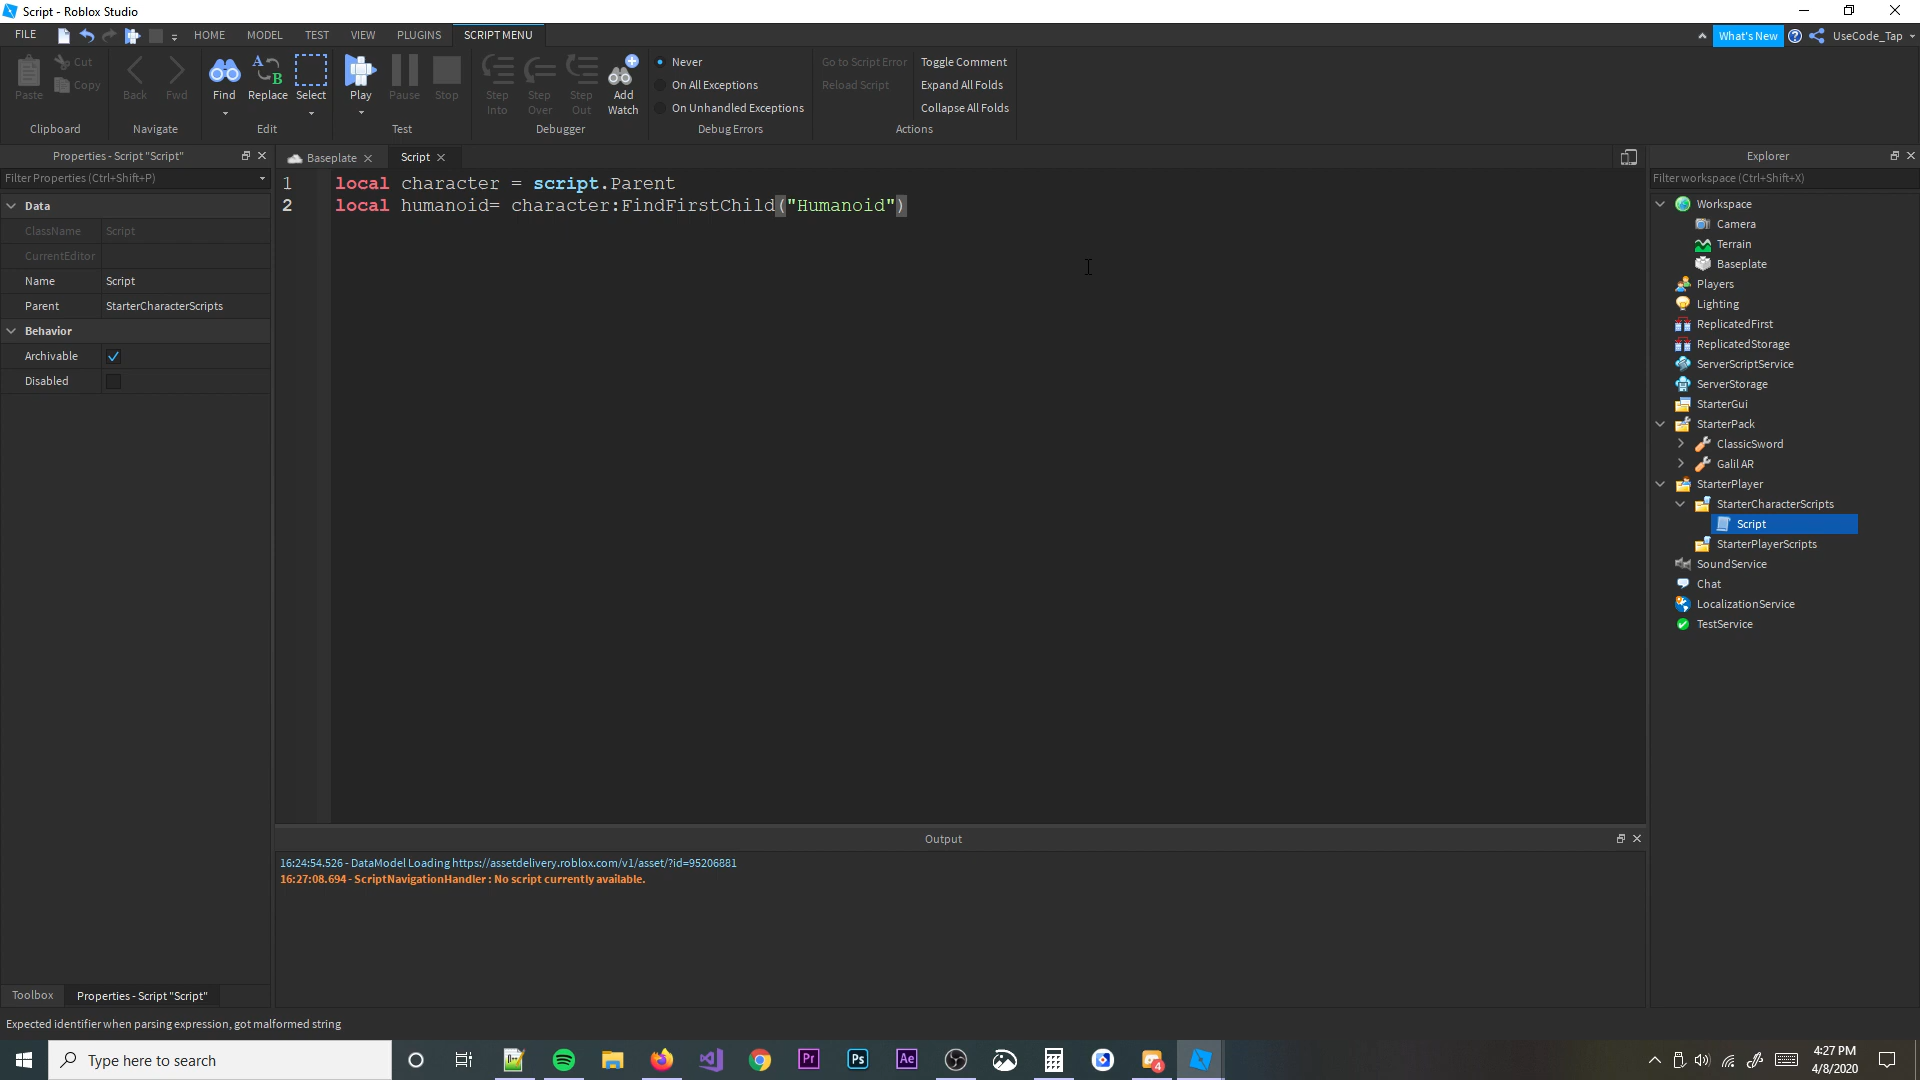 Script - Roblox Studio
FILE
HOME
MODEL
TEST
VIEW
PLUGINS
SCRIPT MENU
What's New
UseCode_Tap
Paste
Cut
Copy
Clipboard
Back
Fwd
Navigate
Find
Replace
Select
Edit
Play
Pause
Stop
Test
Step Into
Step Over
Step Out
Add Watch
Debugger
Never
On All Exceptions
On Unhandled Exceptions
Debug Errors
Go to Script Error
Reload Script
Toggle Comment
Expand All Folds
Collapse All Folds
Actions
Properties - Script "Script"
Filter Properties (Ctrl+Shift+P)
Data
ClassName Script
CurrentEditor
Name Script
Parent StarterCharacterScripts
Behavior
Archivable
Disabled
Baseplate
Script
1 local character = script.Parent
2 local humanoid= character:FindFirstChild("Humanoid")
Explorer
Filter workspace (Ctrl+Shift+X)
Workspace
Camera
Terrain
Baseplate
Players
Lighting
ReplicatedFirst
ReplicatedStorage
ServerScriptService
ServerStorage
StarterGui
StarterPack
ClassicSword
Galil AR
StarterPlayer
StarterCharacterScripts
Script
StarterPlayerScripts
SoundService
Chat
LocalizationService
TestService
Output
16:24:54.526 - DataModel Loading https://assetdelivery.roblox.com/v1/asset/?id=95206881
16:27:08.694 - ScriptNavigationHandler : No script currently available.
Toolbox
Properties - Script "Script"
Expected identifier when parsing expression, got malformed string
Type here to search
Pr
Ps
Ae
4
4:27 PM
4/8/2020